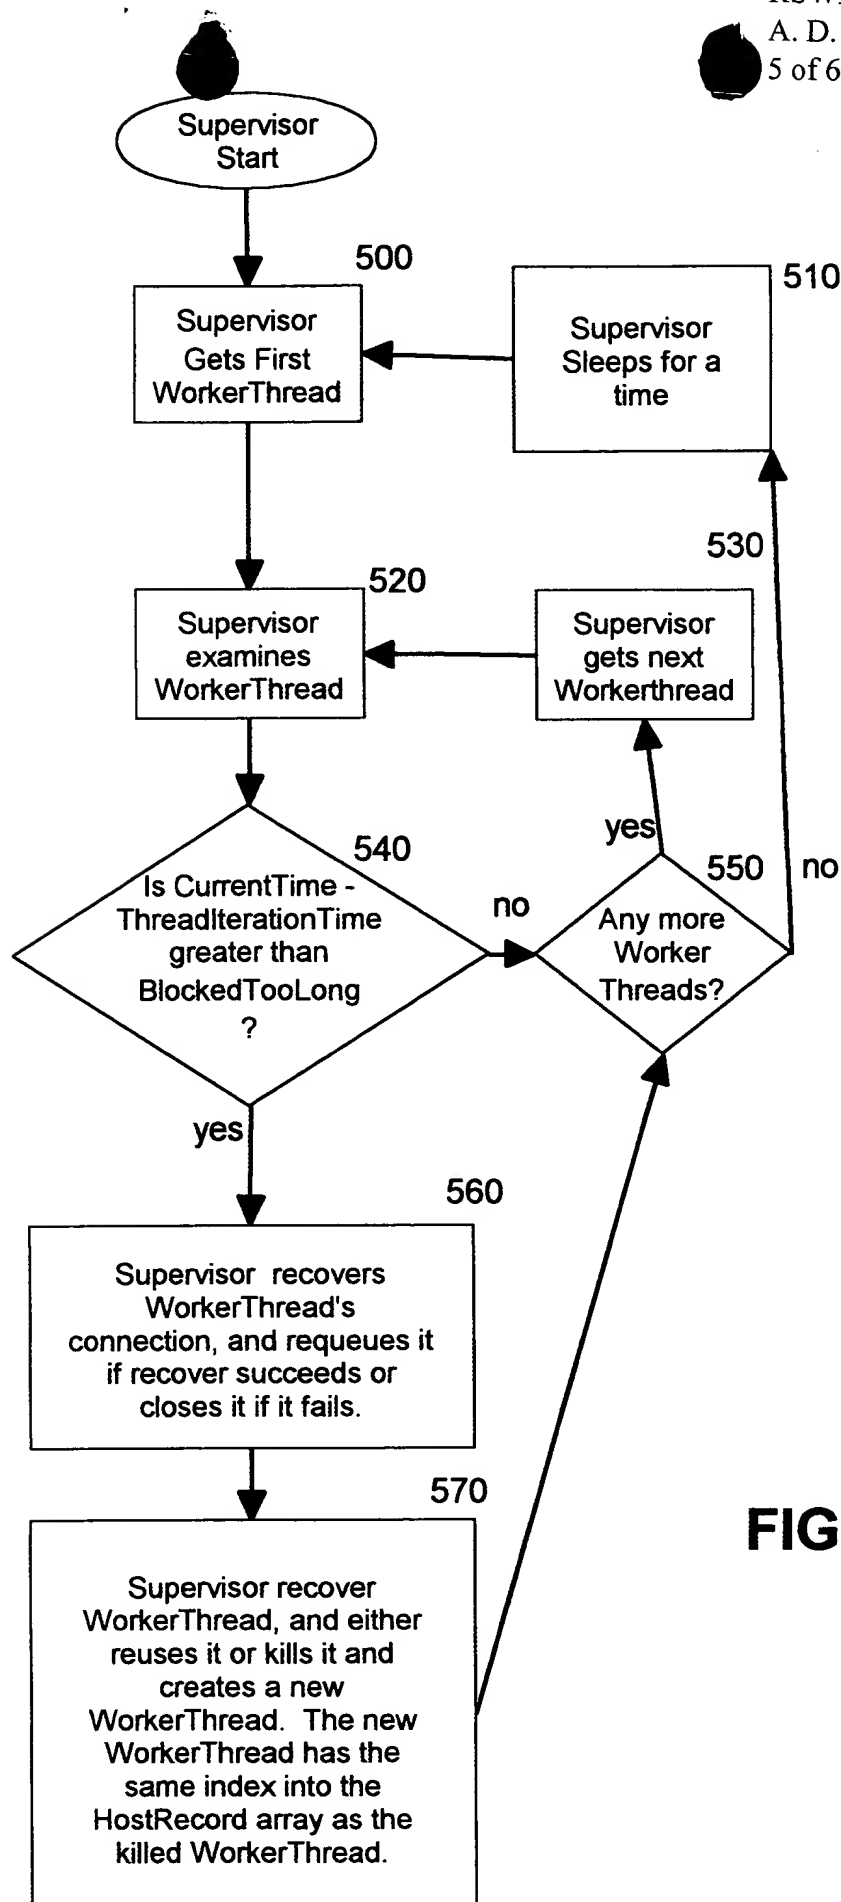 A. D.
5 of 6
Supervisor
Start
500
Supervisor
Gets First
WorkerThread
510
Supervisor
Sleeps for a
time
520
Supervisor
examines
WorkerThread
530
Supervisor
gets next
Workerthread
540
Is CurrentTime -
ThreadIterationTime
greater than
BlockedTooLong
?
no
yes
550
no
Any more
Worker
Threads?
yes
560
Supervisor recovers
WorkerThread's
connection, and requeues it
if recover succeeds or
closes it if it fails.
570
Supervisor recover
WorkerThread, and either
reuses it or kills it and
creates a new
WorkerThread. The new
WorkerThread has the
same index into the
HostRecord array as the
killed WorkerThread.
FIG